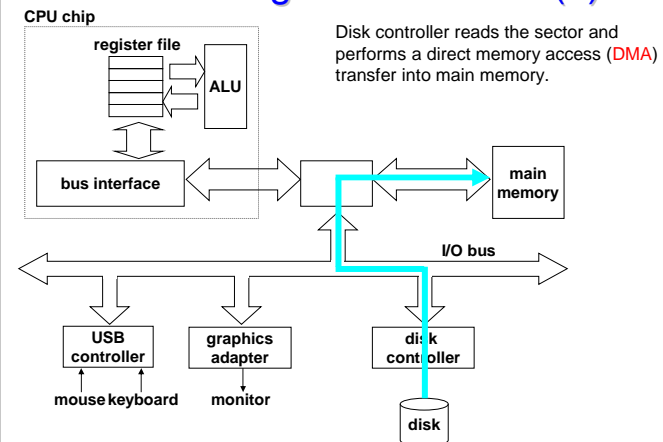 CPU chip
register file
ALU
Disk controller reads the sector and
performs a direct memory access (DMA)
transfer into main memory.
bus interface
main
memory
I/O bus
USB
controller
graphics
adapter
disk
controller
mouse keyboard
monitor
disk